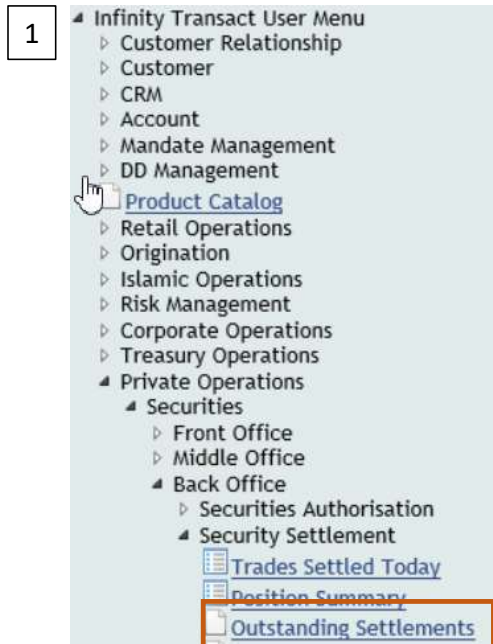 1
Infinity Transact User Menu
Customer Relationship
Customer
CRM
Account
Mandate Management
DD Management
Product Catalog
Retail Operations
Origination
Islamic Operations
Risk Management
Corporate Operations
Treasury Operations
Private Operations
Securities
Front Office
Middle Office
Back Office
Securities Authorisation
Security Settlement
Trades Settled Today
Position Summary
Outstanding Settlements